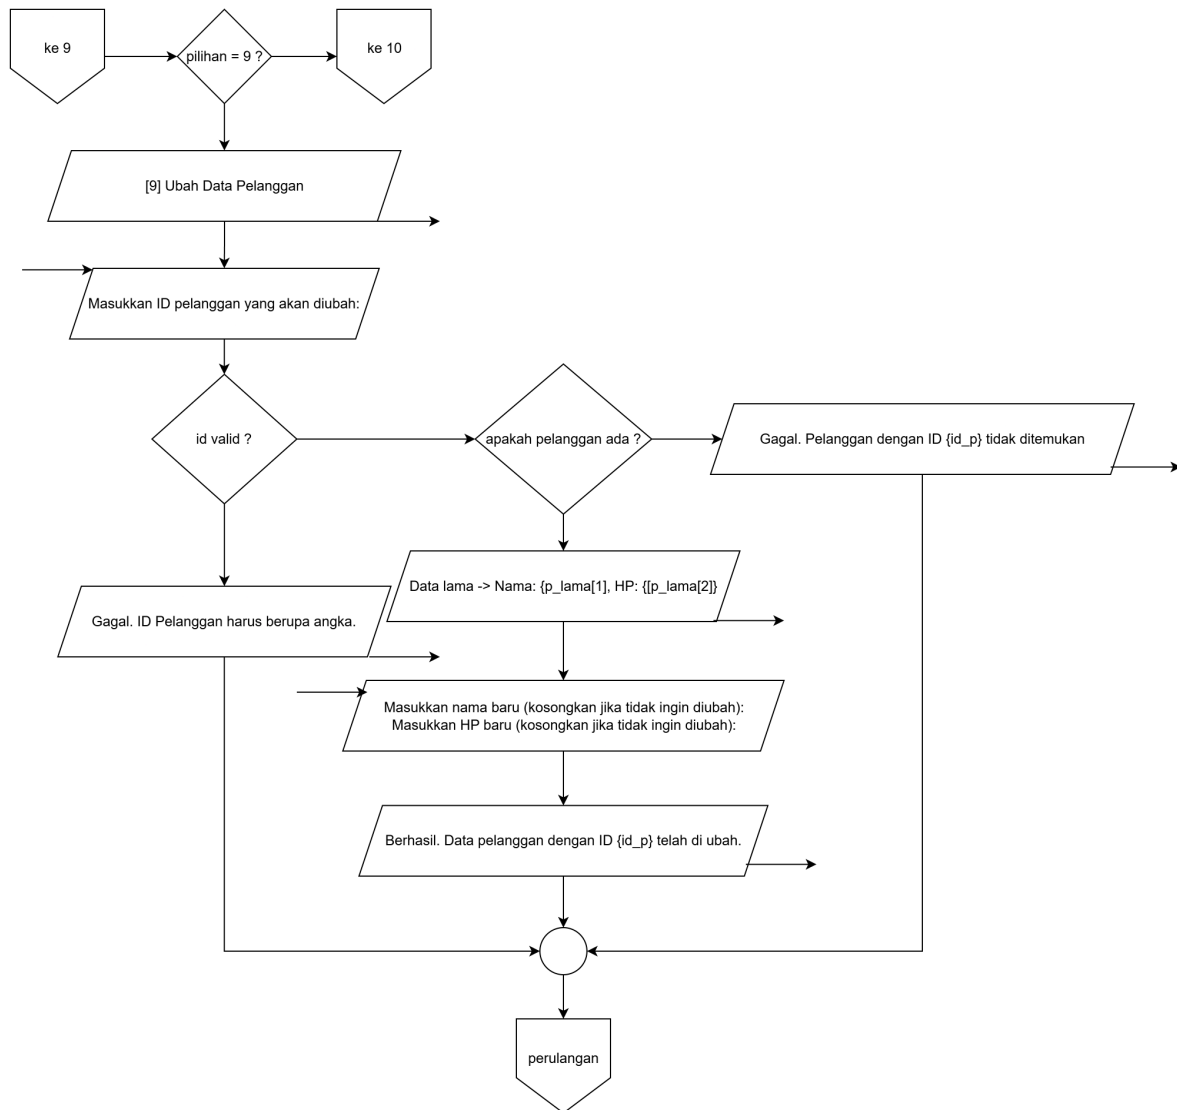 ke 9
pilihan = 9 ?
ke 10
[9] Ubah Data Pelanggan
Masukkan ID pelanggan yang akan diubah:
id valid ?
apakah pelanggan ada ?
Gagal. Pelanggan dengan ID {id_p} tidak ditemukan
Data lama -> Nama: {p_lama[1], HP: {[p_lama[2]}
Gagal. ID Pelanggan harus berupa angka.
Masukkan nama baru (kosongkan jika tidak ingin diubah):
Masukkan HP baru (kosongkan jika tidak ingin diubah):
Berhasil. Data pelanggan dengan ID {id_p} telah di ubah.
perulangan